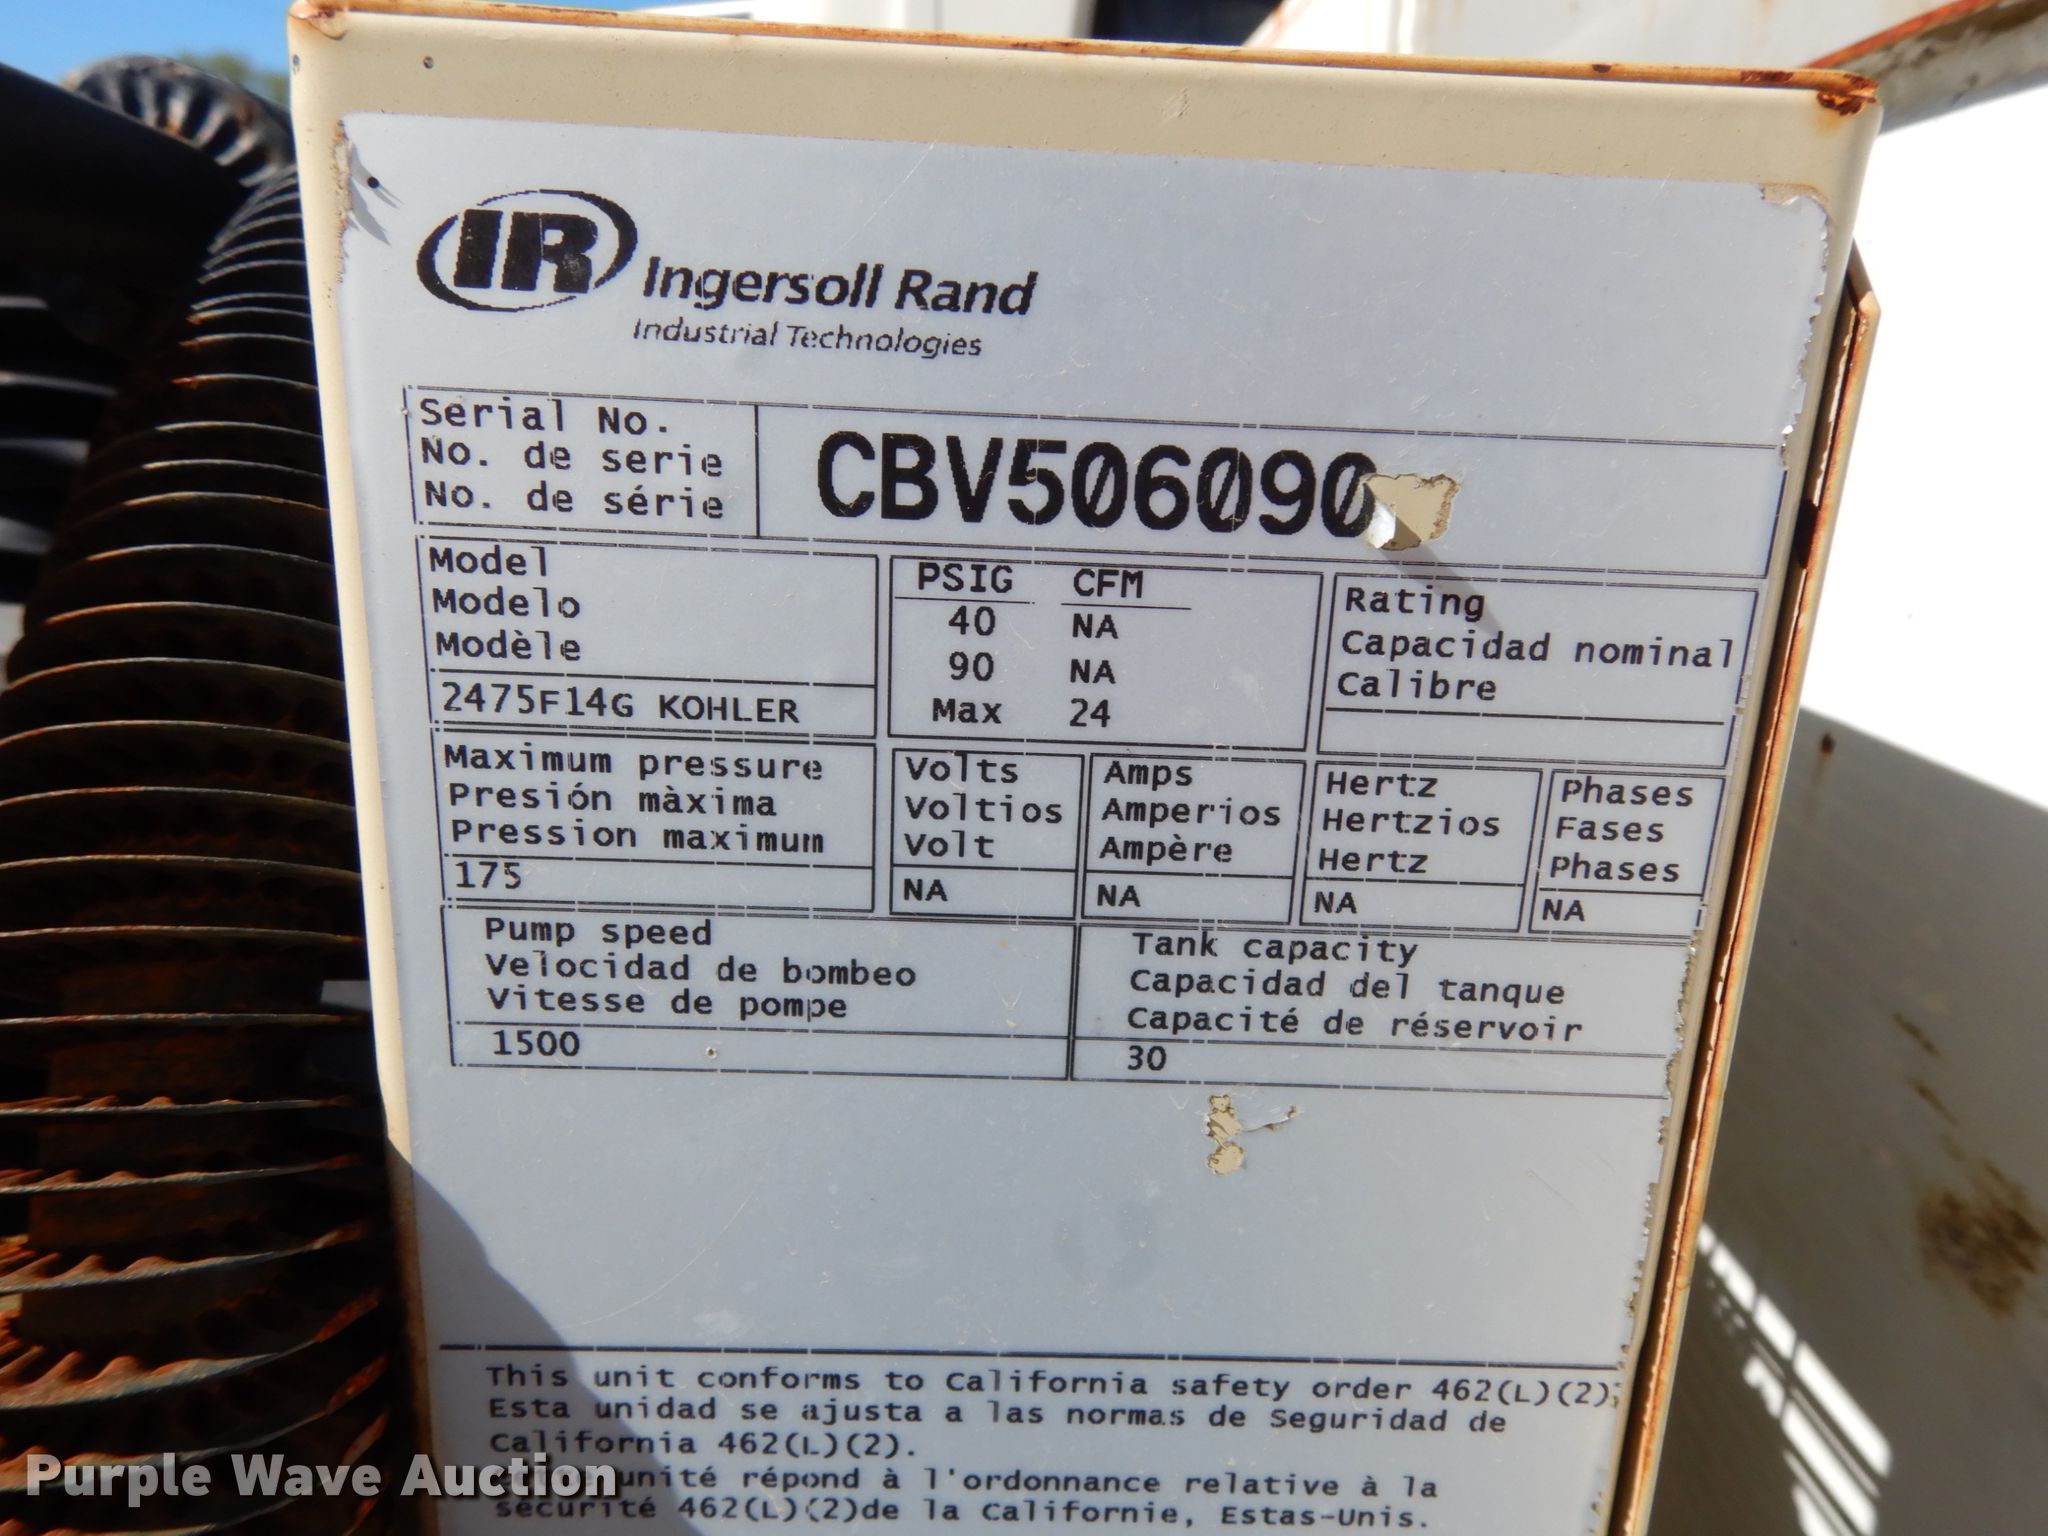 IR Ingersoll Rand
Industrial Technologies
Serial No.
No. de serie
No. de série
CBV506090
Model
Modelo
Modèle
2475F14G KOHLER
PSIG CFM
40 NA
90 NA
Max 24
Rating
Capacidad nominal
Calibre
Maximum pressure
Presión màxima
Pression maximum
175
Volts
Voltios
Volt
NA
Amps
Amperios
Ampère
NA
Hertz
Hertzios
Hertz
NA
Phases
Fases
Phases
NA
Pump speed
Velocidad de bombeo
Vitesse de pompe
1500
Tank capacity
Capacidad del tanque
Capacité de réservoir
30
This unit conforms to California safety order 462(L)(2);
Esta unidad se ajusta a las normas de Seguridad de
California 462(L)(2).
unité répond à l'ordonnance relative à la
sécurité 462(L)(2)de la Californie, Estas-Unis.
Purple Wave Auction